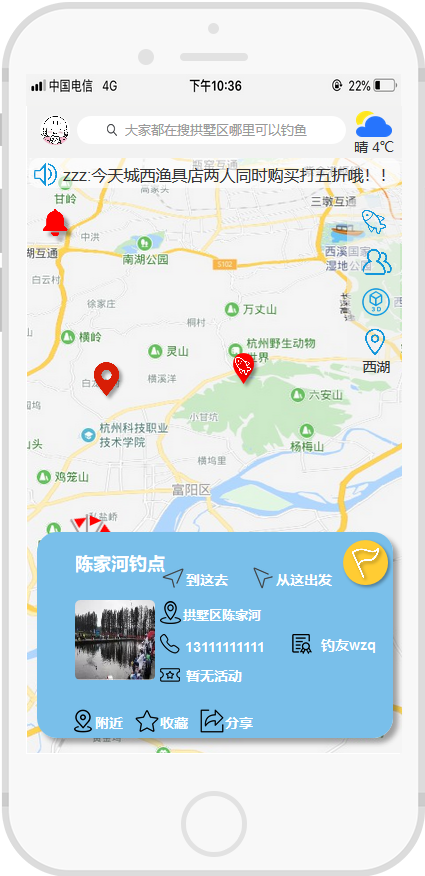 中国电信 4G 下午10:36 22%
大家都在搜拱墅区哪里可以钓鱼
晴 4℃
zzz:今天城西渔具店两人同时购买打五折哦！！
甘岭
三墩互通
中洪
湖互通
南湖公园
S102
西溪国家
湿地公园
白云村
徐家庄
万丈山
桐村
横岭
灵山
杭州野生动物
世界
西湖
横溪洋
六安山
小甘坑
杭州科技职业
技术学院
杨梅山
横坞里
鸡笼山
富阳区
陈家河钓点
到这去 从这出发
拱墅区陈家河
13111111111 钓友wzq
暂无活动
附近 收藏 分享